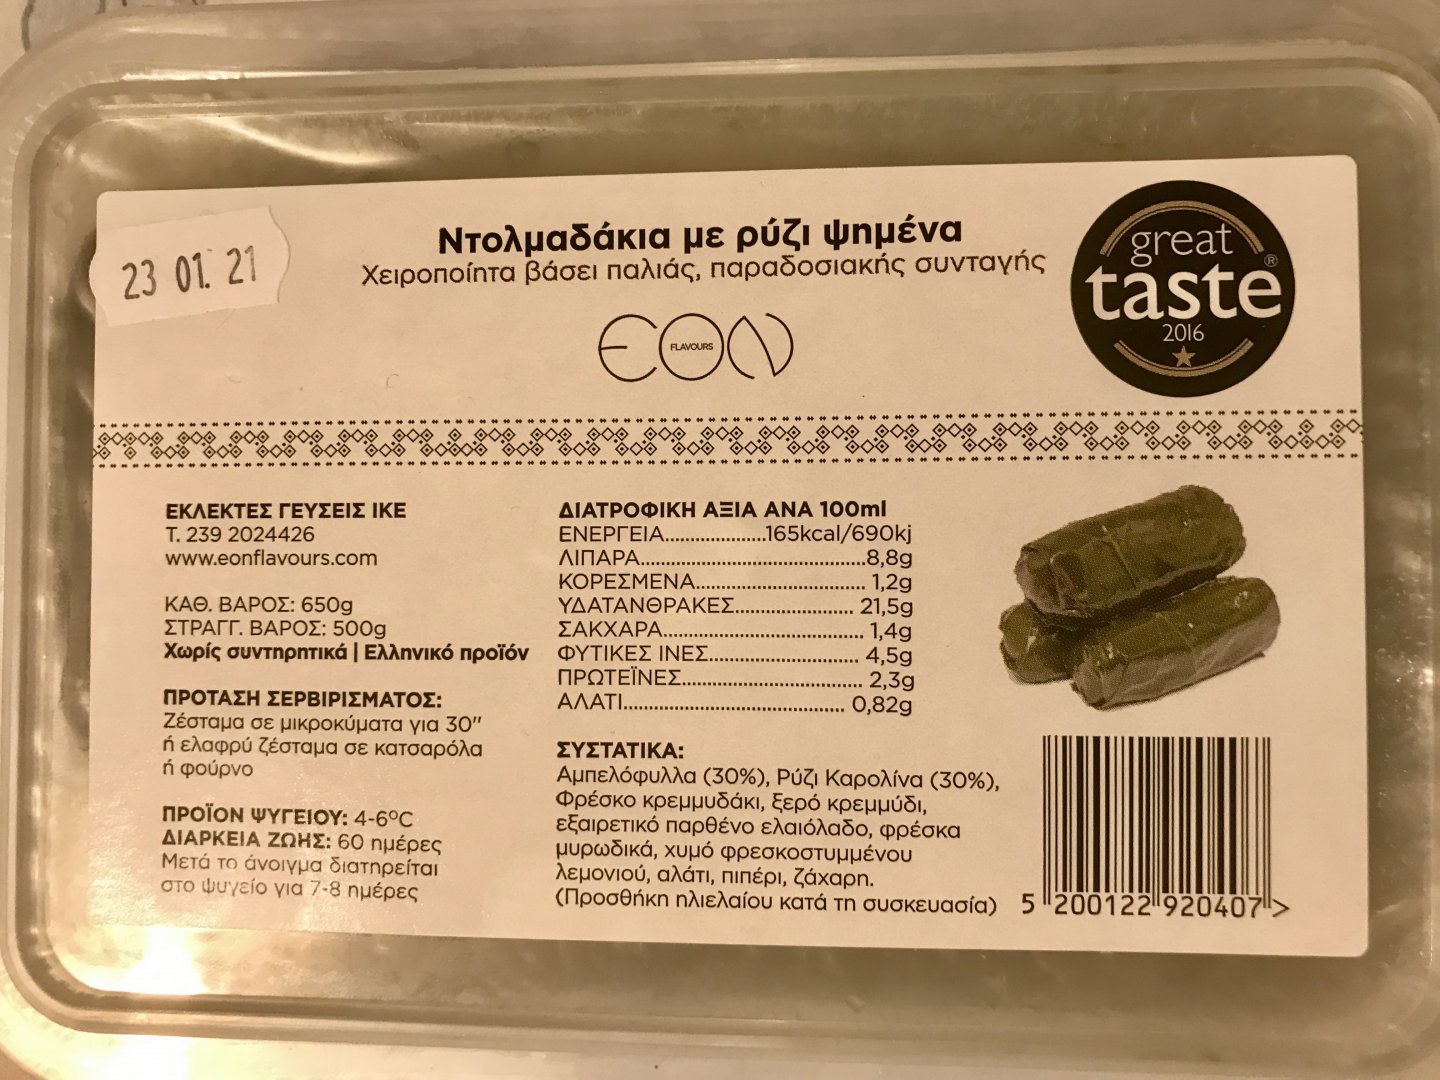 23 01. 21
Ντολμαδάκια με ρύζι ψημένα
Χειροποίητα βάσει παλιάς, παραδοσιακής συνταγής
EON
FLAVOURS
great
taste
®
2016
ΕΚΛΕΚΤΕΣ ΓΕΥΣΕΙΣ ΙΚΕ
Τ. 239 2024426
www.eonflavours.com
ΚΑΘ. ΒΑΡΟΣ: 650g
ΣΤΡΑΓΓ. ΒΑΡΟΣ: 500g
Χωρίς συντηρητικά | Ελληνικό προϊόν
ΠΡΟΤΑΣΗ ΣΕΡΒΙΡΙΣΜΑΤΟΣ:
Ζέσταμα σε μικροκύματα για 30"
ή ελαφρύ ζέσταμα σε κατσαρόλα
ή φούρνο
ΠΡΟΪΟΝ ΨΥΓΕΙΟΥ: 4-6°C
ΔΙΑΡΚΕΙΑ ΖΩΗΣ: 60 ημέρες
Μετά το άνοιγμα διατηρείται
στο ψυγείο για 7-8 ημέρες
ΔΙΑΤΡΟΦΙΚΗ ΑΞΙΑ ΑΝΑ 100ml
ΕΝΕΡΓΕΙΑ...................165kcal/690kj
ΛΙΠΑΡΑ..........................................8,8g
ΚΟΡΕΣΜΕΝΑ................................ 1,2g
ΥΔΑΤΑΝΘΡΑΚΕΣ...................... 21,5g
ΣΑΚΧΑΡΑ..................................... 1,4g
ΦΥΤΙΚΕΣ ΙΝΕΣ............................ 4,5g
ΠΡΩΤΕΪΝΕΣ.................................. 2,3g
ΑΛΑΤΙ......................................... 0,82g
ΣΥΣΤΑΤΙΚΑ:
Αμπελόφυλλα (30%), Ρύζι Καρολίνα (30%),
Φρέσκο κρεμμυδάκι, ξερό κρεμμύδι,
εξαιρετικό παρθένο ελαιόλαδο, φρέσκα
μυρωδικά, χυμό φρεσκοστυμμένου
λεμονιού, αλάτι, πιπέρι, ζάχαρη.
(Προσθήκη ηλιελαίου κατά τη συσκευασία)
5 200122 920407 >